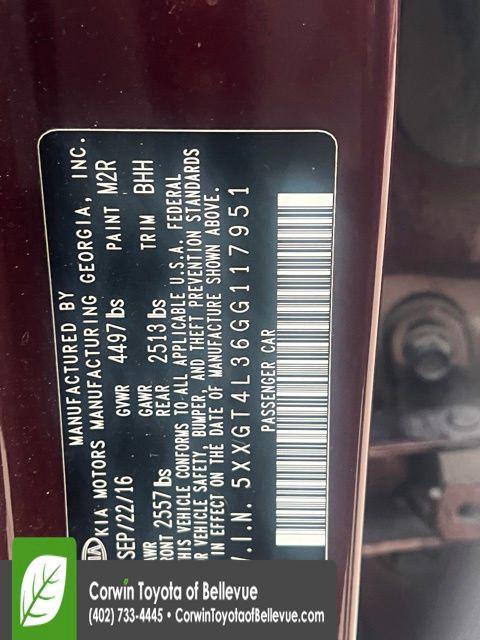 MANUFACTURED BY
KIA KIA MOTORS MANUFACTURING GEORGIA, INC.
SEP/22/16 GVWR 4497 lbs PAINT M2R
GAWR GAWR
FRONT 2557 lbs REAR 2513 lbs TRIM BHH
THIS VEHICLE CONFORMS TO ALL APPLICABLE U.S.A. FEDERAL
MOTOR VEHICLE SAFETY, BUMPER, AND THEFT PREVENTION STANDARDS
IN EFFECT ON THE DATE OF MANUFACTURE SHOWN ABOVE.
V.I.N. 5XXGT4L36GG117951
PASSENGER CAR
Corwin Toyota of Bellevue
(402) 733-4445 • CorwinToyotaofBellevue.com